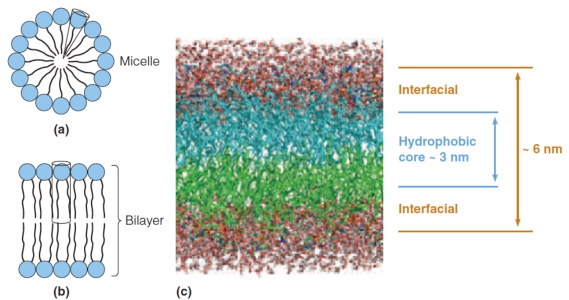 Micelle
(a)
Bilayer
(b)
Interfacial
Hydrophobic
core ~ 3 nm
~ 6 nm
Interfacial
(c)